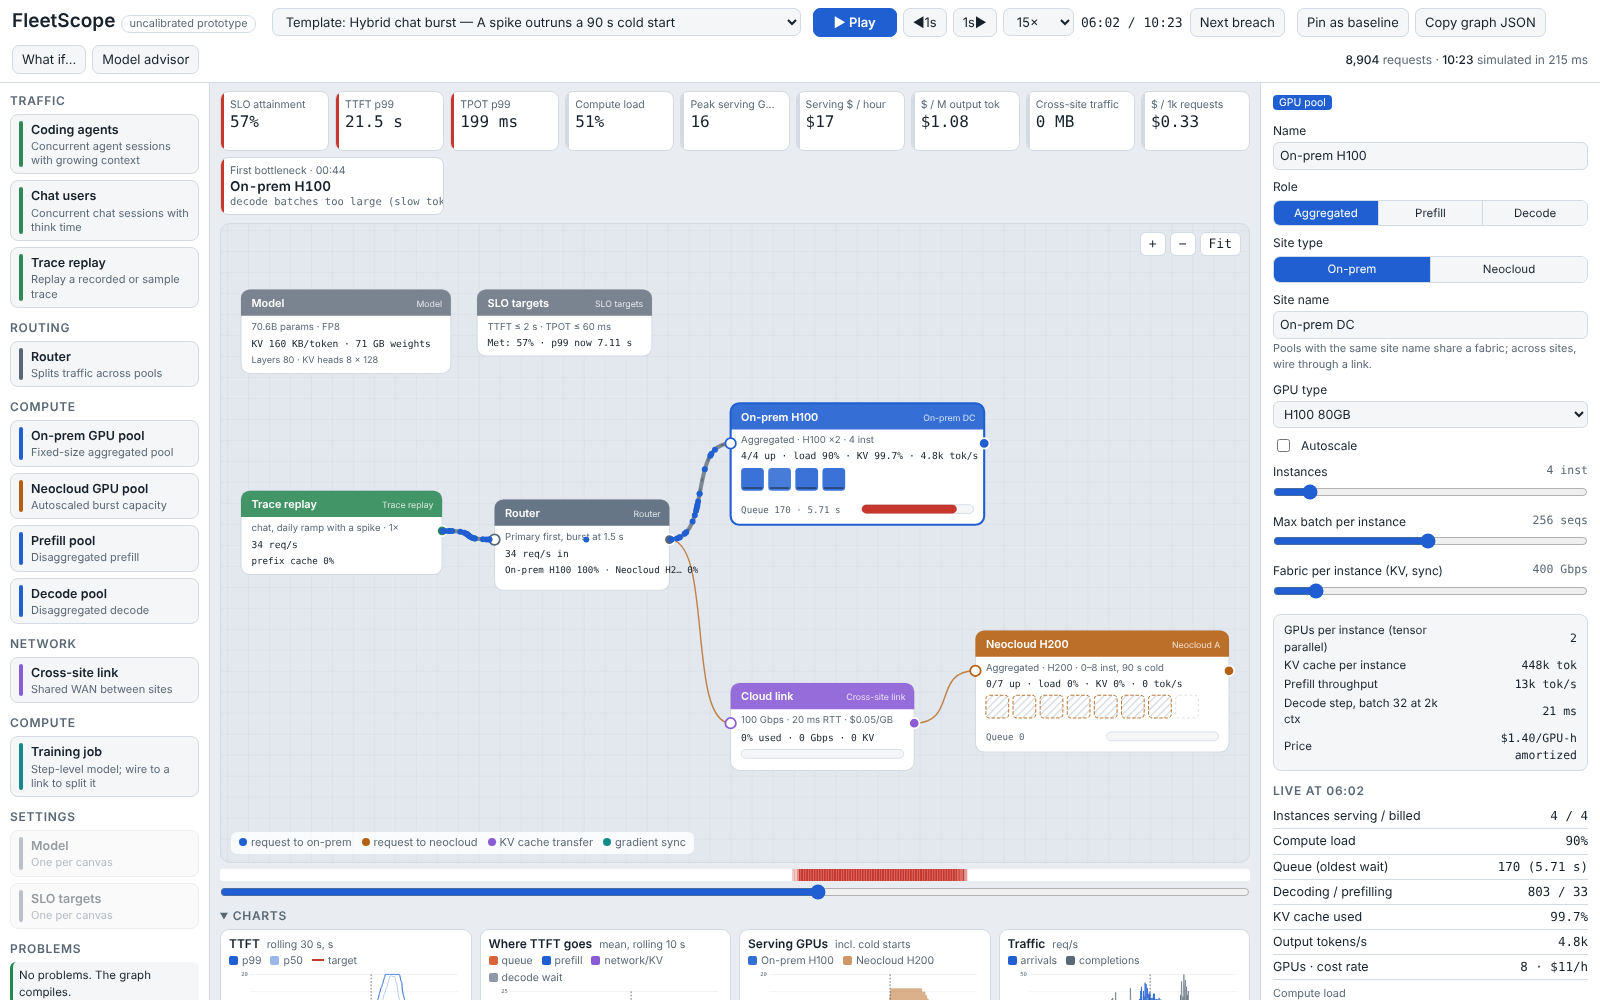 FleetScope uncalibrated prototype Template: Hybrid chat burst — A spike outruns a 90 s cold start ▶ Play ◀1s 1s▶ 15× 06:02 / 10:23 Next breach Pin as baseline Copy graph JSON
What if... Model advisor 8,904 requests · 10:23 simulated in 215 ms
TRAFFIC
Coding agents
Concurrent agent sessions
with growing context
Chat users
Concurrent chat sessions with
think time
Trace replay
Replay a recorded or sample
trace
ROUTING
Router
Splits traffic across pools
COMPUTE
On-prem GPU pool
Fixed-size aggregated pool
Neocloud GPU pool
Autoscaled burst capacity
Prefill pool
Disaggregated prefill
Decode pool
Disaggregated decode
NETWORK
Cross-site link
Shared WAN between sites
COMPUTE
Training job
Step-level model; wire to a
link to split it
SETTINGS
Model
One per canvas
SLO targets
One per canvas
PROBLEMS
No problems. The graph
compiles.
SLO attainment
57%
TTFT p99
21.5 s
TPOT p99
199 ms
Compute load
51%
Peak serving G...
16
Serving $ / hour
$17
$ / M output tok
$1.08
Cross-site traffic
0 MB
$ / 1k requests
$0.33
First bottleneck · 00:44
On-prem H100
decode batches too large (slow tok
+ − Fit
Model Model
70.6B params · FP8
KV 160 KB/token · 71 GB weights
Layers 80 · KV heads 8 × 128
SLO targets SLO targets
TTFT ≤ 2 s · TPOT ≤ 60 ms
Met: 57% · p99 now 7.11 s
On-prem H100 On-prem DC
Aggregated · H100 ×2 · 4 inst
4/4 up · load 90% · KV 99.7% · 4.8k tok/s
Queue 170 · 5.71 s
Trace replay Trace replay
chat, daily ramp with a spike · 1×
34 req/s
prefix cache 0%
Router Router
Primary first, burst at 1.5 s
34 req/s in
On-prem H100 100% · Neocloud H2… 0%
Neocloud H200 Neocloud A
Aggregated · H200 · 0–8 inst, 90 s cold
0/7 up · load 0% · KV 0% · 0 tok/s
Queue 0
Cloud link Cross-site link
100 Gbps · 20 ms RTT · $0.05/GB
0% used · 0 Gbps · 0 KV
request to on-prem request to neocloud KV cache transfer gradient sync
▼ CHARTS
TTFT rolling 30 s, s
p99 p50 target
20
Where TTFT goes mean, rolling 10 s
queue prefill network/KV
decode wait
25
Serving GPUs incl. cold starts
On-prem H100 Neocloud H200
20
Traffic req/s
arrivals completions
50
GPU pool
Name
On-prem H100
Role
Aggregated Prefill Decode
Site type
On-prem Neocloud
Site name
On-prem DC
Pools with the same site name share a fabric; across sites,
wire through a link.
GPU type
H100 80GB
Autoscale
Instances 4 inst
Max batch per instance 256 seqs
Fabric per instance (KV, sync) 400 Gbps
GPUs per instance (tensor
parallel) 2
KV cache per instance 448k tok
Prefill throughput 13k tok/s
Decode step, batch 32 at 2k
ctx 21 ms
Price $1.40/GPU-h
amortized
LIVE AT 06:02
Instances serving / billed 4 / 4
Compute load 90%
Queue (oldest wait) 170 (5.71 s)
Decoding / prefilling 803 / 33
KV cache used 99.7%
Output tokens/s 4.8k
GPUs · cost rate 8 · $11/h
Compute load